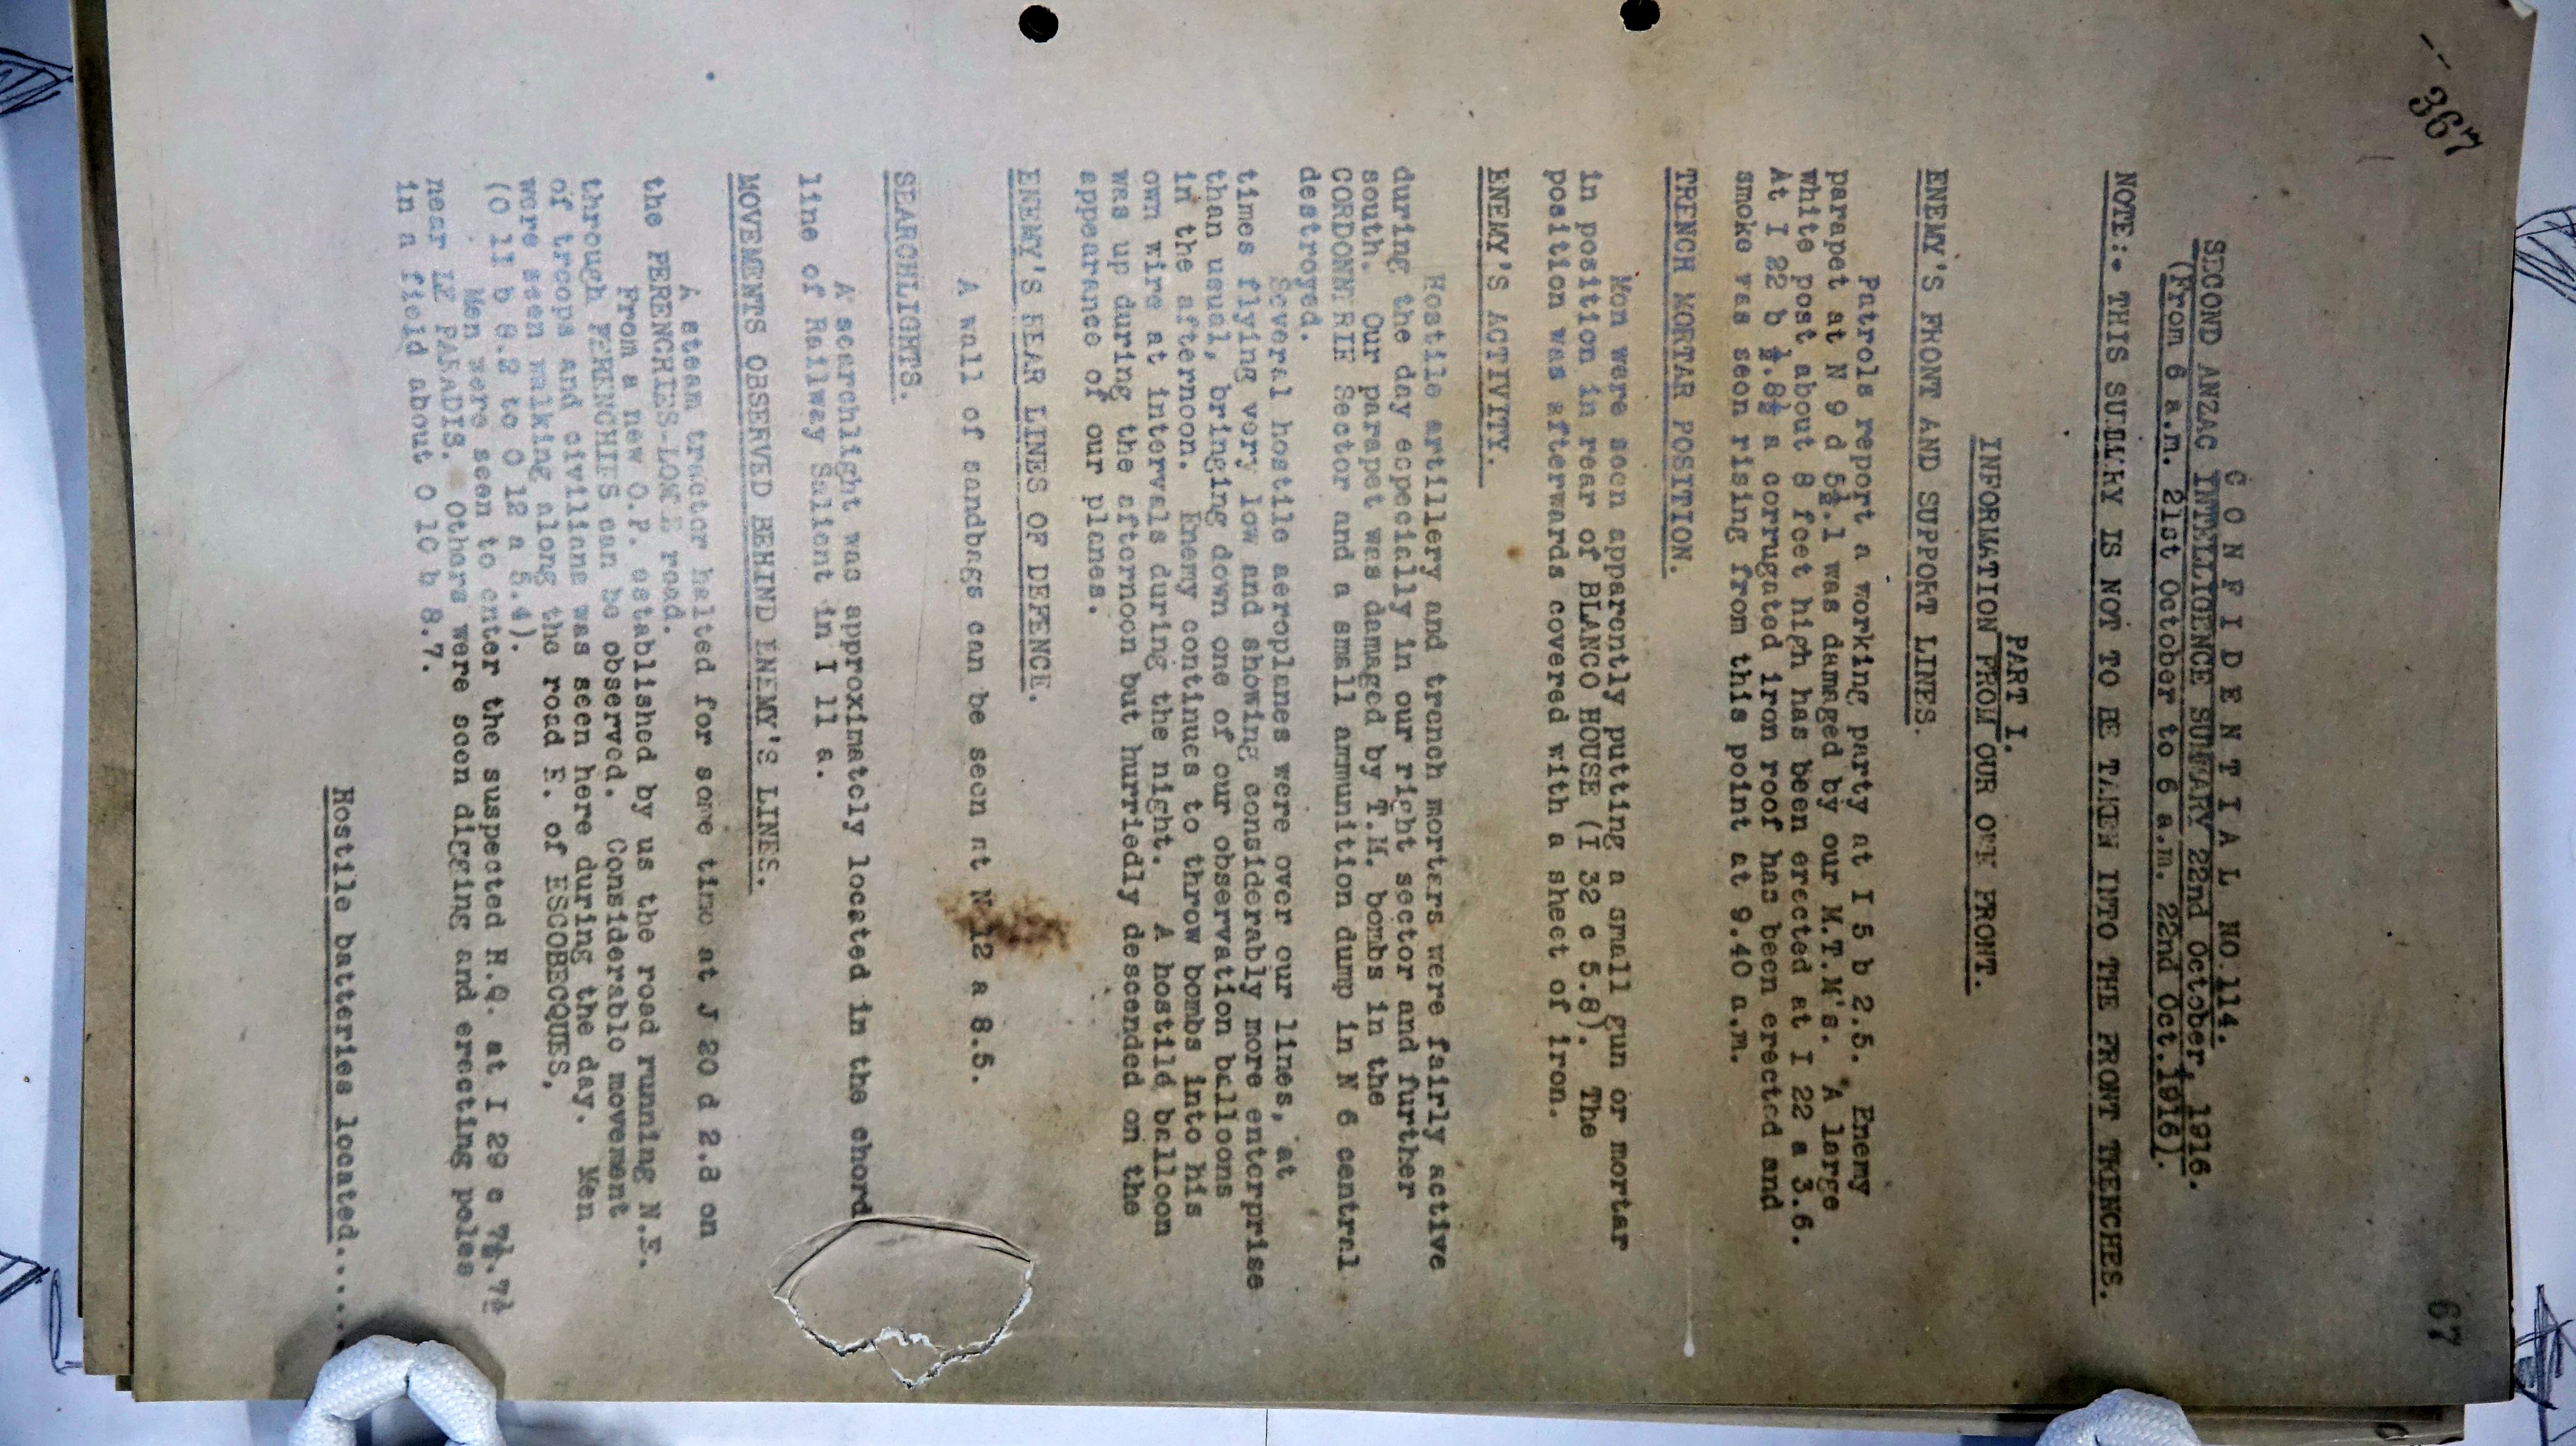 367
67
C O N F I D E N T I A L NO.114.
SECOND ANZAC INTELLIGENCE SUMMARY 22nd October, 1916.
(From 6 a.m. 21st October to 6 a.m. 22nd Oct.1916).
NOTE:- THIS SUMMARY IS NOT TO BE TAKEN INTO THE FRONT TRENCHES.
PART I.
INFORMATION FROM OUR OWN FRONT.
ENEMY'S FRONT AND SUPPORT LINES.
Patrols report a working party at I 5 b 2.5. Enemy
parapet at N 9 d 5½.1 was damaged by our M.T.M's. A large
white post about 8 feet high has been erected at I 22 a 3.6.
At I 22 b ½.8½ a corrugated iron roof has been erected and
smoke was seen rising from this point at 9.40 a.m.
TRENCH MORTAR POSITION.
Men were seen apparently putting a small gun or mortar
in position in rear of BLANCO HOUSE (I 32 c 5.8). The
position was afterwards covered with a sheet of iron.
ENEMY'S ACTIVITY.
Hostile artillery and trench mortars were fairly active
during the day especially in our right sector and further
south. Our parapet was damaged by T.M. bombs in the
CORDONNERIE Sector and a small ammunition dump in N 6 central
destroyed.
Several hostile aeroplanes were over our lines, at
times flying very low and showing considerably more enterprise
than usual, bringing down one of our observation balloons
in the afternoon. Enemy continues to throw bombs into his
own wire at intervals during the night. A hostile balloon
was up during the afternoon but hurriedly descended on the
appearance of our planes.
ENEMY'S REAR LINES OF DEFENCE.
A wall of sandbags can be seen at N 12 a 8.5.
SEARCHLIGHTS.
A searchlight was approximately located in the chord
line of Railway Salient in I 11 a.
MOVEMENTS OBSERVED BEHIND ENEMY'S LINES.
A steam tractor halted for some time at J 20 d 2.8 on
the PERENCHIES-LOMME road.
From a new O.P. established by us the road running N.E.
through PERENCHIES can be observed. Considerable movement
of troops and civilians was seen here during the day. Men
were seen walking along the road E. of ESCOBECQUES,
(O 11 b 8.2 to O 12 a 5.4).
Men were seen to enter the suspected H.Q. at I 29 c 7½.7½
near LE PARADIS. Others were seen digging and erecting poles
in a field about O 10 b 8.7.
Hostile batteries located.....